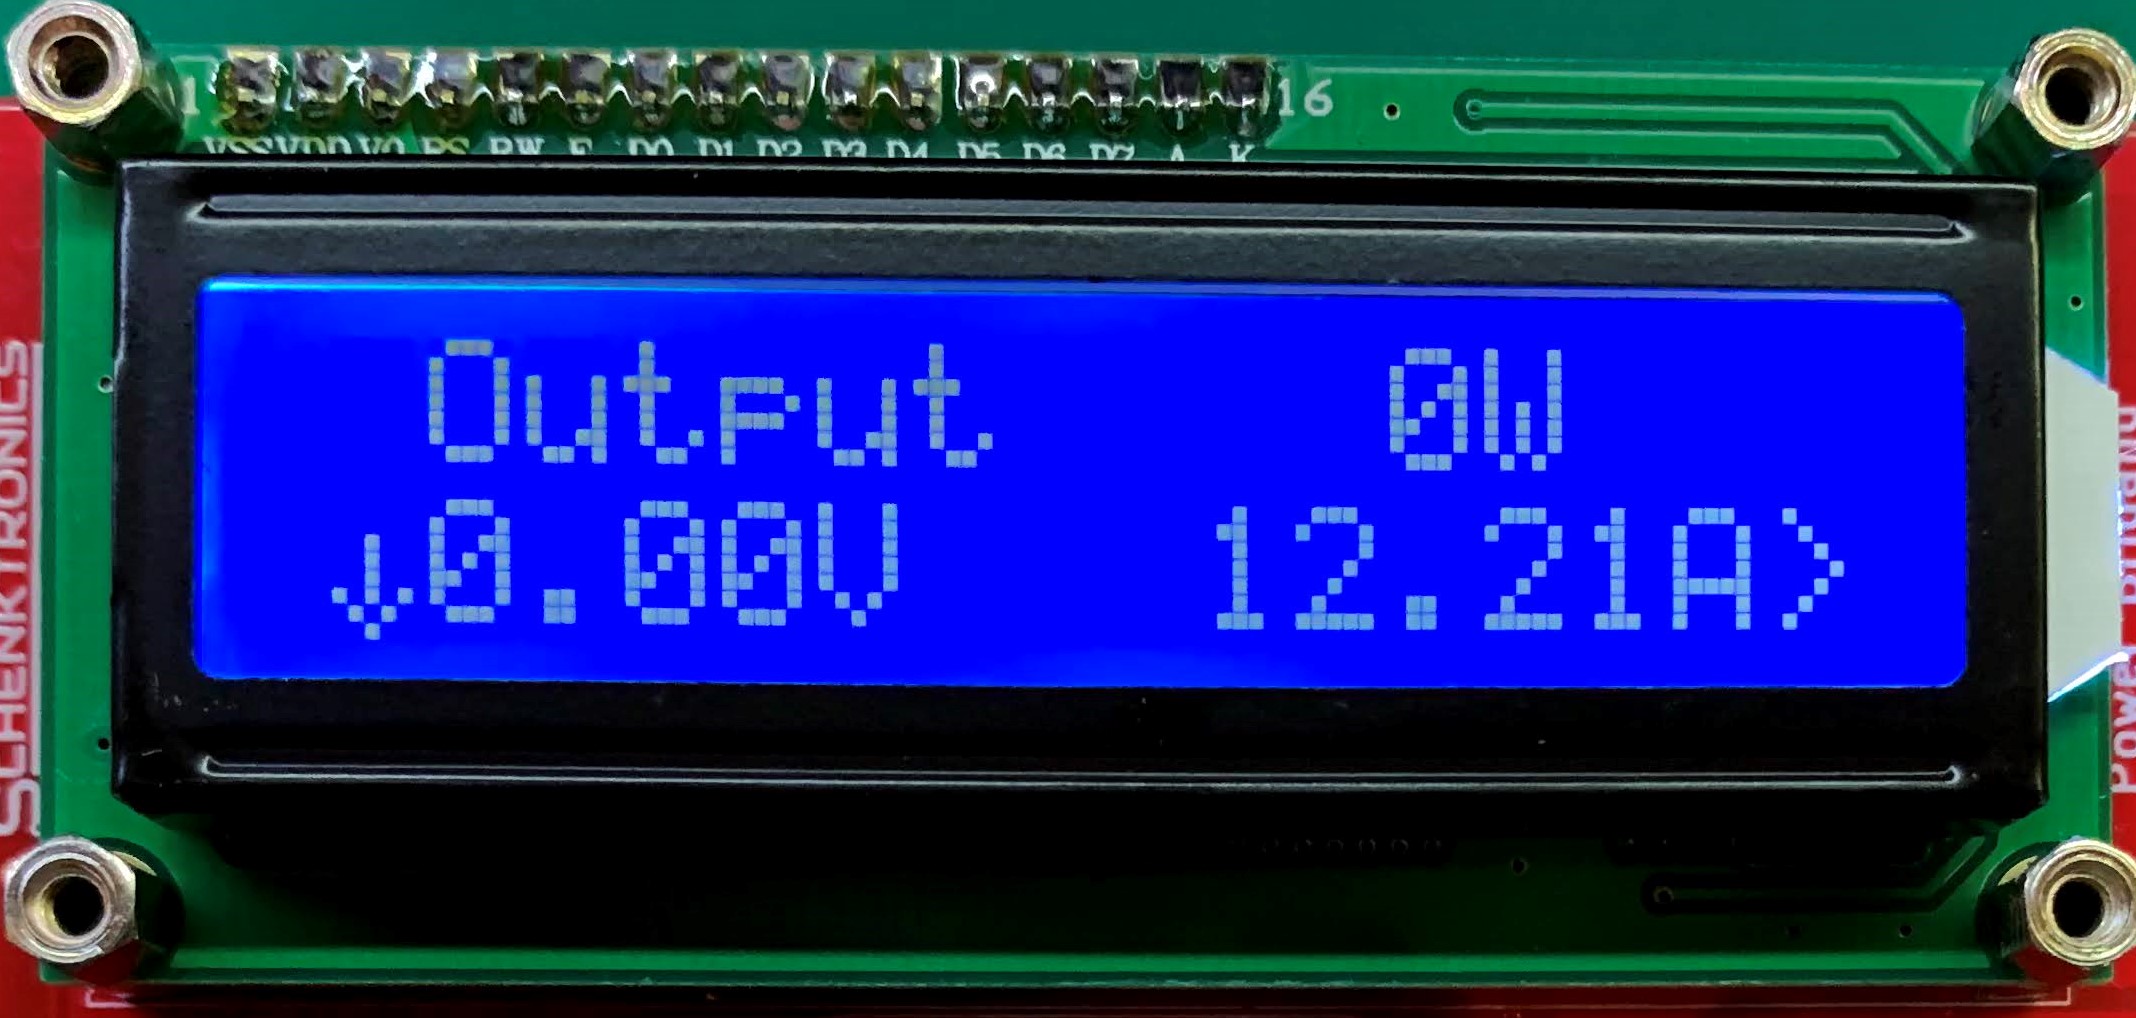 1 16
VSS VDD V0 RS RW E D0 D1 D2 D3 D4 D5 D6 D7 A K
Output 0W
↓0.00V 12.21A>
SCHENKTRONICS
Power